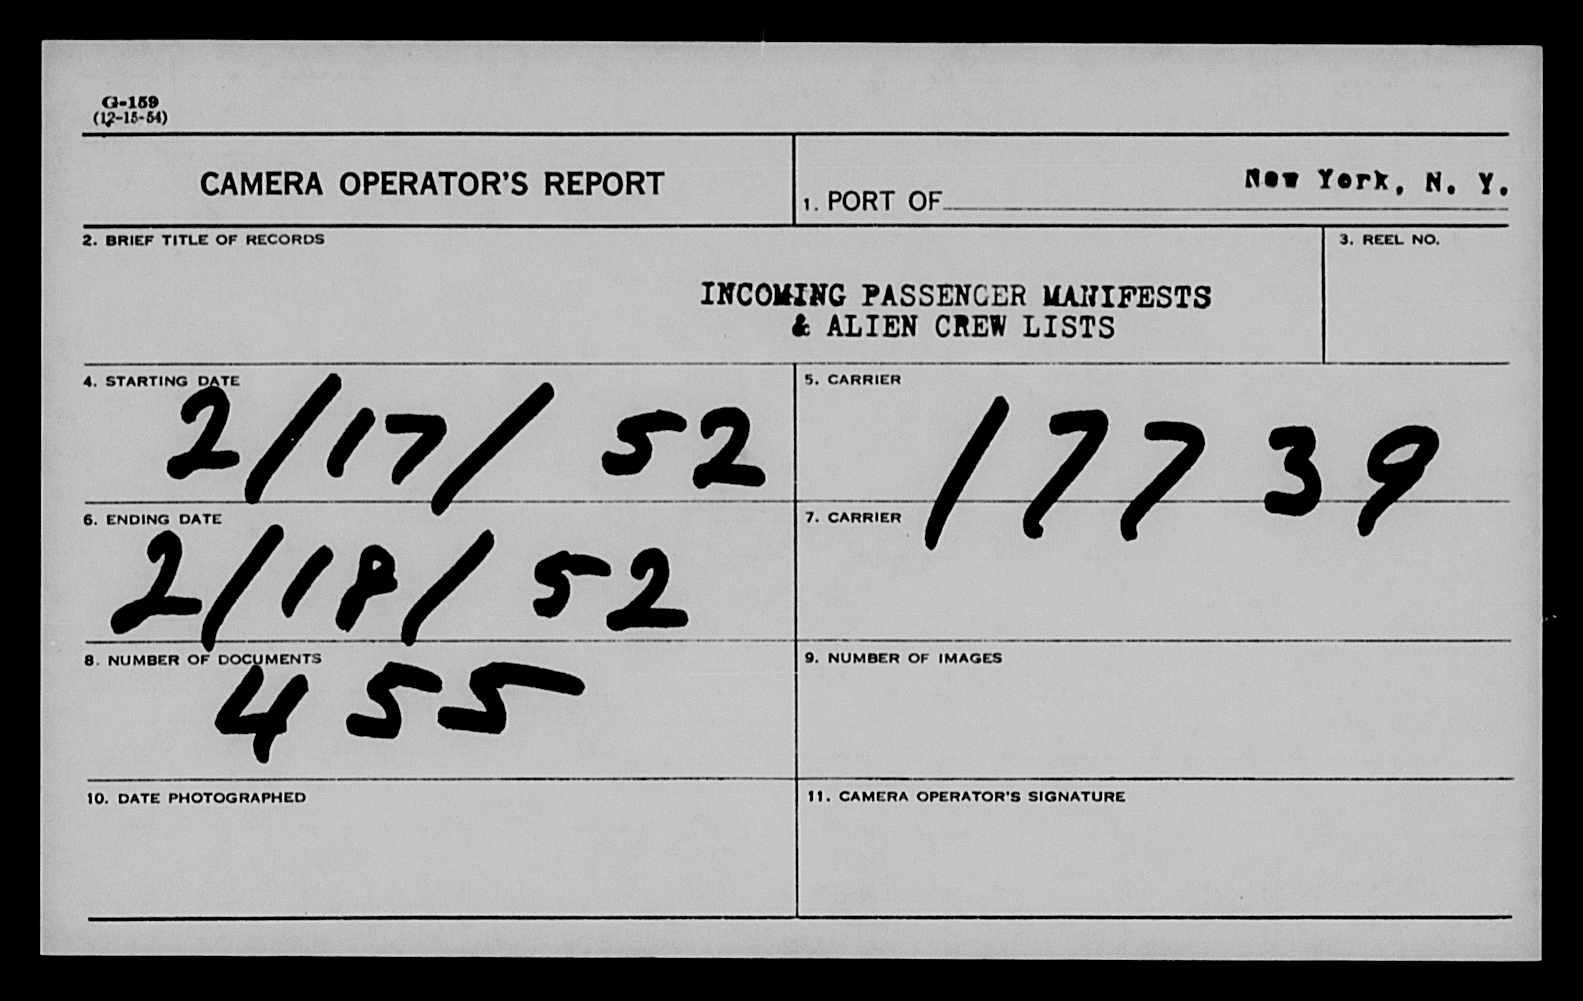 G-159
(12-15-54)
CAMERA OPERATOR'S REPORT
1. PORT OF New York, N. Y.
2. BRIEF TITLE OF RECORDS
INCOMING PASSENGER MANIFESTS
& ALIEN CREW LISTS
3. REEL NO.
4. STARTING DATE
2/17/52
5. CARRIER
17739
6. ENDING DATE
2/18/52
7. CARRIER
8. NUMBER OF DOCUMENTS
455
9. NUMBER OF IMAGES
10. DATE PHOTOGRAPHED
11. CAMERA OPERATOR'S SIGNATURE